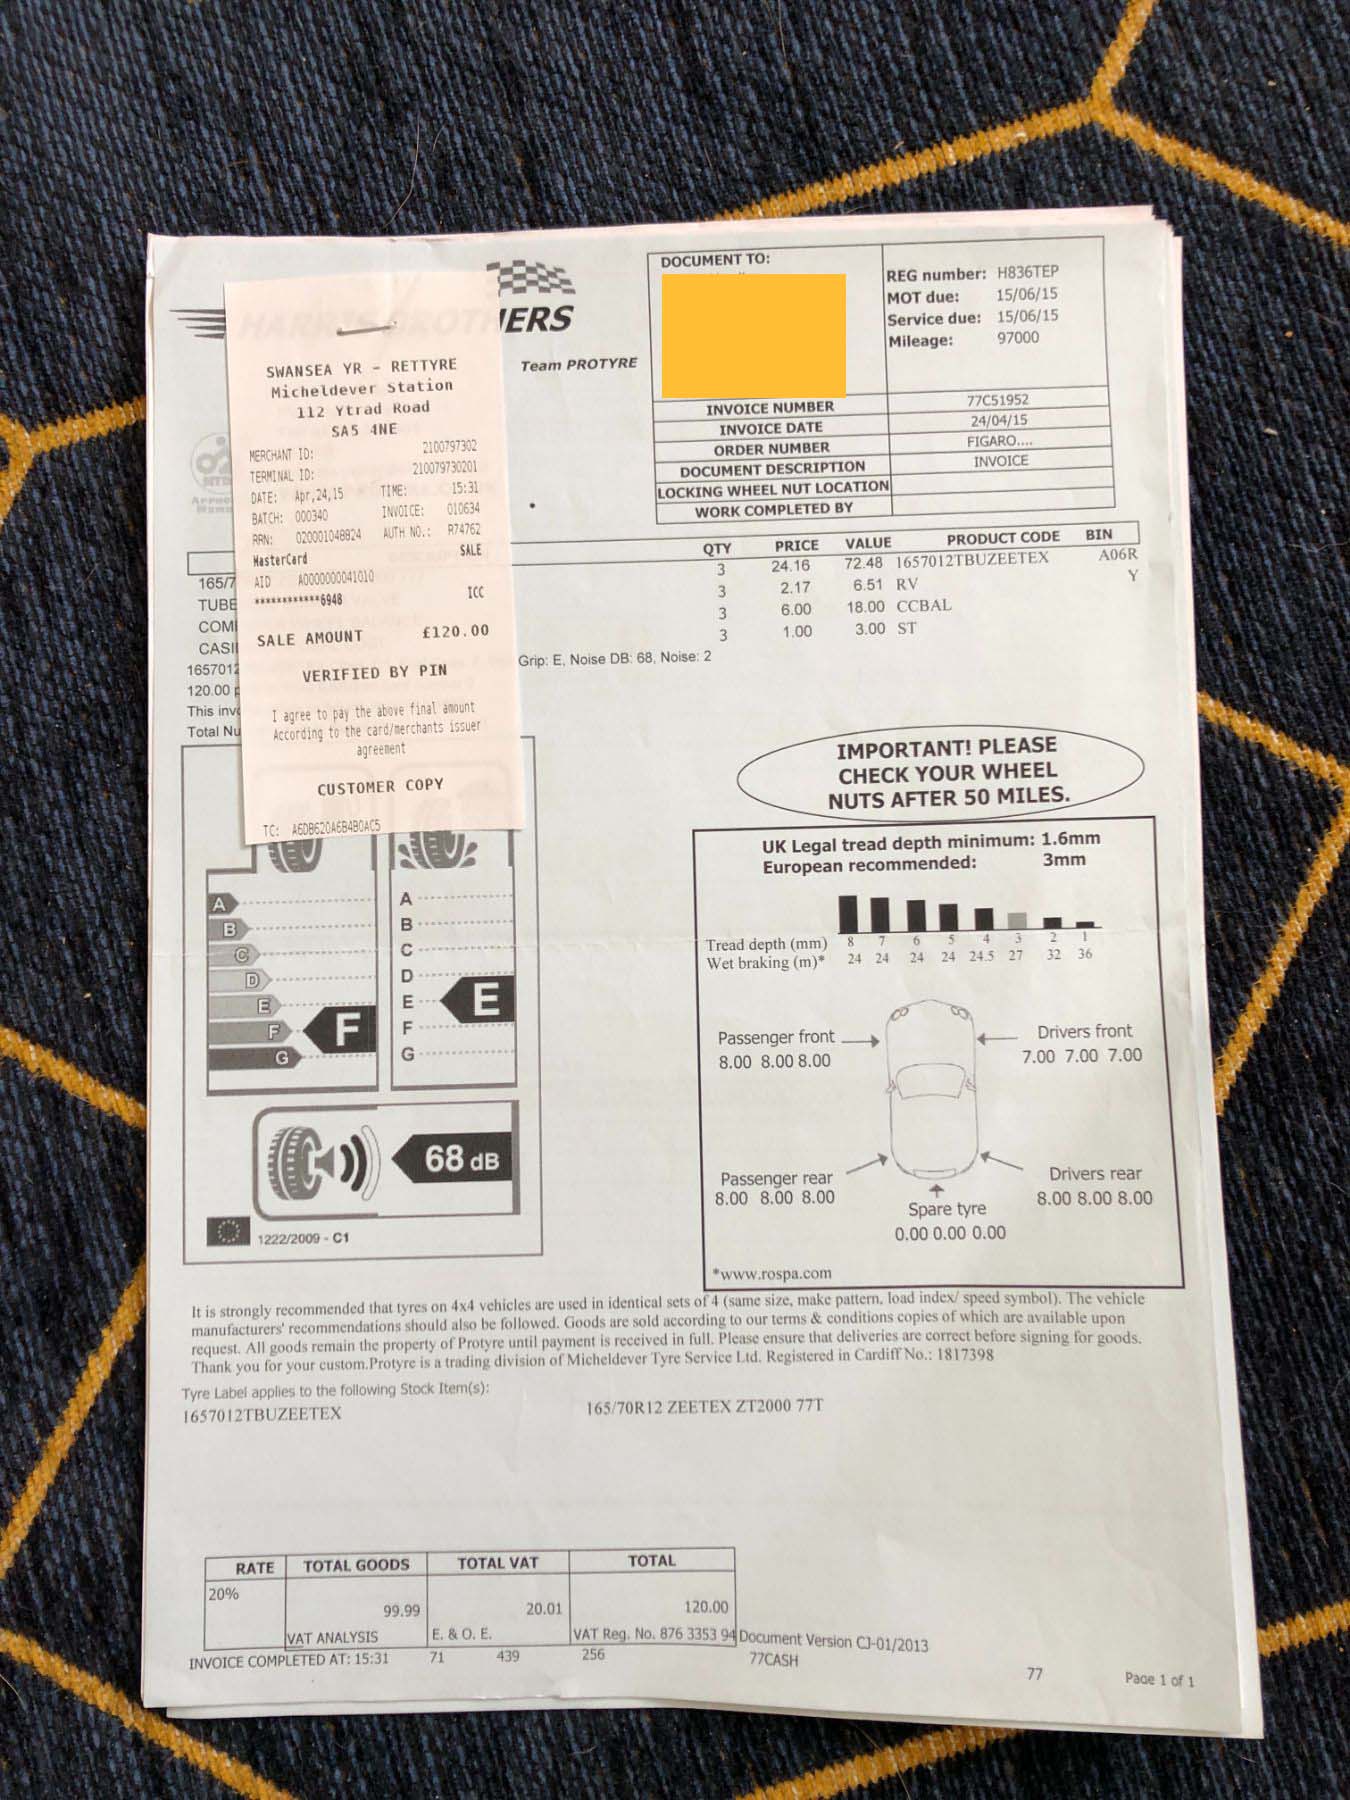 HARRIS BROTHERS
Team PROTYRE
DOCUMENT TO:
REG number: H836TEP
MOT due: 15/06/15
Service due: 15/06/15
Mileage: 97000
INVOICE NUMBER 77C51952
INVOICE DATE 24/04/15
ORDER NUMBER FIGARO....
DOCUMENT DESCRIPTION INVOICE
LOCKING WHEEL NUT LOCATION
WORK COMPLETED BY
SWANSEA YR - RETTYRE
Micheldever Station
112 Ytrad Road
SA5 4NE
MERCHANT ID: 2100797302
TERMINAL ID: 210079730201
DATE: Apr,24,15 TIME: 15:31
BATCH: 000340 INVOICE: 010634
RRN: 020001048824 AUTH NO.: R74762
MasterCard SALE
AID A0000000041010
************6948 ICC
SALE AMOUNT £120.00
VERIFIED BY PIN
I agree to pay the above final amount
According to the card/merchants issuer
agreement
CUSTOMER COPY
TC: A6DB620A6B4B0AC5
QTY PRICE VALUE PRODUCT CODE BIN
165/7 3 24.16 72.48 1657012TBUZEETEX A06R
Y
TUBE 3 2.17 6.51 RV
COM 3 6.00 18.00 CCBAL
CASI 3 1.00 3.00 ST
165701 Grip: E, Noise DB: 68, Noise: 2
120.00
This inv
Total Nu
IMPORTANT! PLEASE
CHECK YOUR WHEEL
NUTS AFTER 50 MILES.
A
B
C
D
E
F
G
F
A
B
C
D
E
F
G
E
68 dB
1222/2009 - C1
UK Legal tread depth minimum: 1.6mm
European recommended: 3mm
Tread depth (mm) 8 7 6 5 4 3 2 1
Wet braking (m)* 24 24 24 24 24.5 27 32 36
Passenger front Drivers front
8.00 8.00 8.00 7.00 7.00 7.00
Passenger rear Drivers rear
8.00 8.00 8.00 8.00 8.00 8.00
Spare tyre
0.00 0.00 0.00
*www.rospa.com
It is strongly recommended that tyres on 4x4 vehicles are used in identical sets of 4 (same size, make pattern, load index/ speed symbol). The vehicle
manufacturers' recommendations should also be followed. Goods are sold according to our terms & conditions copies of which are available upon
request. All goods remain the property of Protyre until payment is received in full. Please ensure that deliveries are correct before signing for goods.
Thank you for your custom.Protyre is a trading division of Micheldever Tyre Service Ltd. Registered in Cardiff No.: 1817398
Tyre Label applies to the following Stock Item(s):
1657012TBUZEETEX 165/70R12 ZEETEX ZT2000 77T
RATE TOTAL GOODS TOTAL VAT TOTAL
20%
99.99 20.01 120.00
VAT ANALYSIS E. & O. E. VAT Reg. No. 876 3353 94 Document Version CJ-01/2013
INVOICE COMPLETED AT: 15:31 71 439 256 77CASH
77 Page 1 of 1